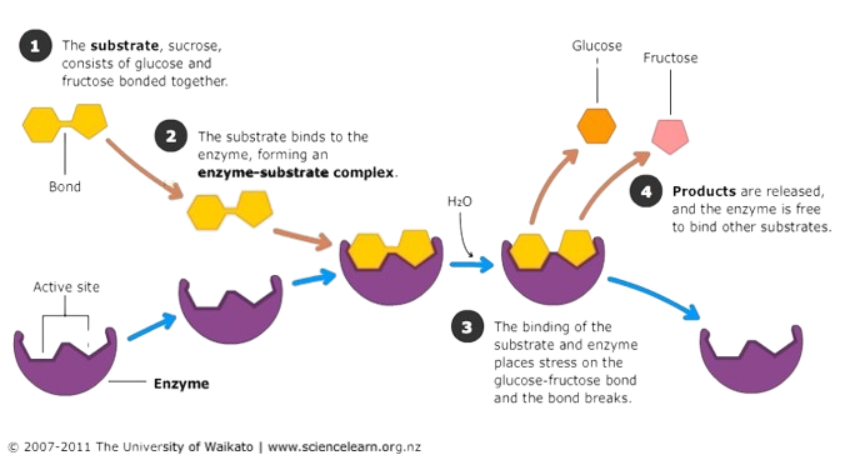 1 The substrate, sucrose,
consists of glucose and
fructose bonded together.
Bond
2 The substrate binds to the
enzyme, forming an
enzyme-substrate complex.
Active site
Enzyme
H2O
3 The binding of the
substrate and enzyme
places stress on the
glucose-fructose bond
and the bond breaks.
Glucose
Fructose
4 Products are released,
and the enzyme is free
to bind other substrates.
© 2007-2011 The University of Waikato | www.sciencelearn.org.nz